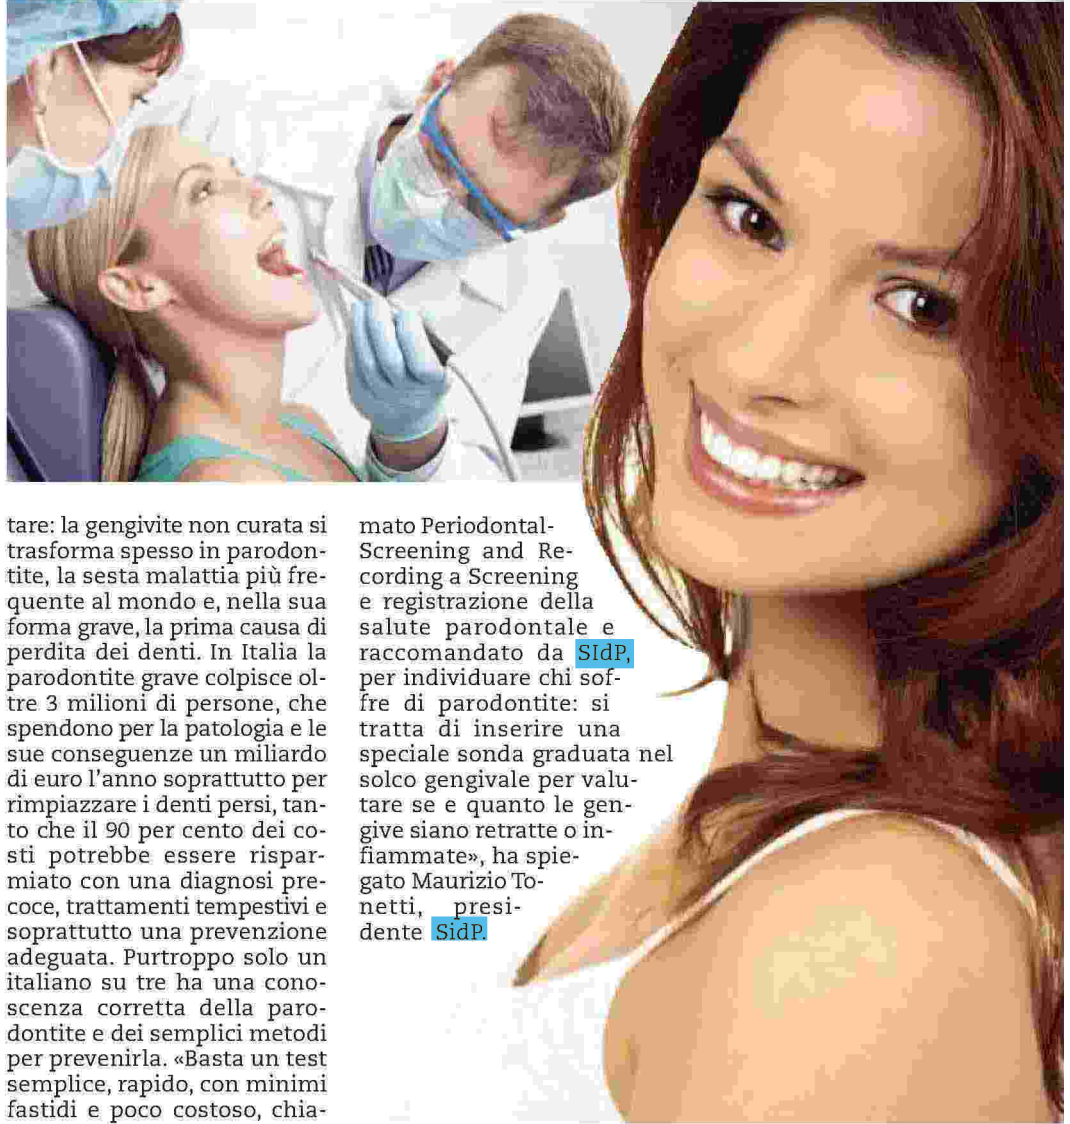 tare: la gengivite non curata si
trasforma spesso in parodon-
tite, la sesta malattia più fre-
quente al mondo e, nella sua
forma grave, la prima causa di
perdita dei denti. In Italia la
parodontite grave colpisce ol-
tre 3 milioni di persone, che
spendono per la patologia e le
sue conseguenze un miliardo
di euro l'anno soprattutto per
rimpiazzare i denti persi, tan-
to che il 90 per cento dei co-
sti potrebbe essere rispar-
miato con una diagnosi pre-
coce, trattamenti tempestivi e
soprattutto una prevenzione
adeguata. Purtroppo solo un
italiano su tre ha una cono-
scenza corretta della paro-
dontite e dei semplici metodi
per prevenirla. «Basta un test
semplice, rapido, con minimi
fastidi e poco costoso, chia-
mato Periodontal-
Screening and Re-
cording a Screening
e registrazione della
salute parodontale e
raccomandato da SIdP,
per individuare chi sof-
fre di parodontite: si
tratta di inserire una
speciale sonda graduata nel
solco gengivale per valu-
tare se e quanto le gen-
give siano retratte o in-
fiammate», ha spie-
gato Maurizio To-
netti, presi-
dente SidP.